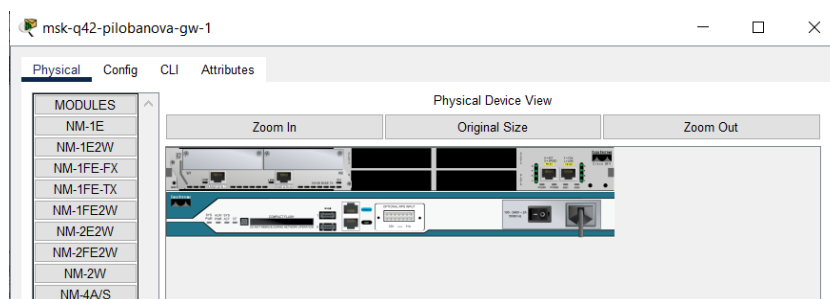 msk-q42-pilobanova-gw-1
Physical Config CLI Attributes
MODULES
NM-1E
NM-1E2W
NM-1FE-FX
NM-1FE-TX
NM-1FE2W
NM-2E2W
NM-2FE2W
NM-2W
NM-4A/S
Physical Device View
Zoom In Original Size Zoom Out
COMPACT FLASH